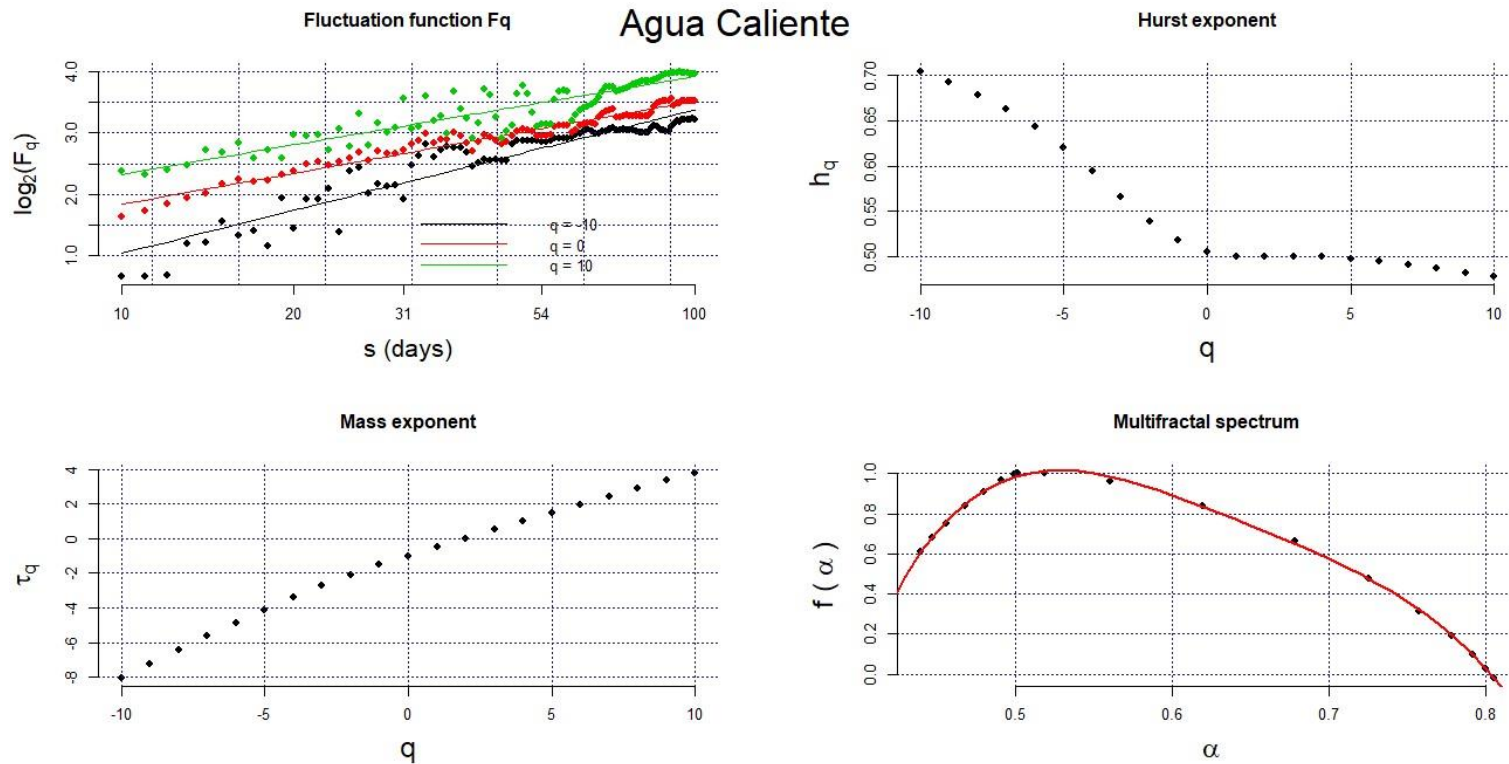 Agua Caliente
Fluctuation function Fq
log2(Fq)
4.0
3.0
2.0
1.0
q = -10
q = 0
q = 10
10 20 31 54 100
s (days)
Hurst exponent
hq
0.70
0.65
0.60
0.55
0.50
-10 -5 0 5 10
q
Mass exponent
τq
4
2
0
-2
-4
-6
-8
-10 -5 0 5 10
q
Multifractal spectrum
f ( α )
1.0
0.8
0.6
0.4
0.2
0.0
0.5 0.6 0.7 0.8
α